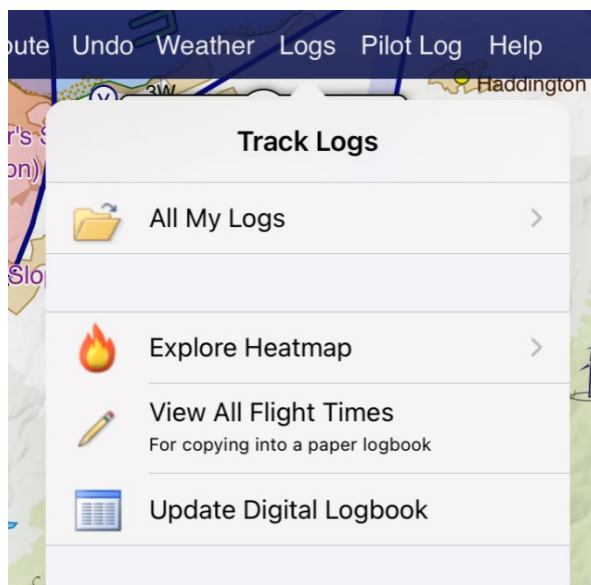 Undo Weather Logs Pilot Log Help
3W
Haddington
Track Logs
All My Logs
Explore Heatmap
View All Flight Times
For copying into a paper logbook
Update Digital Logbook